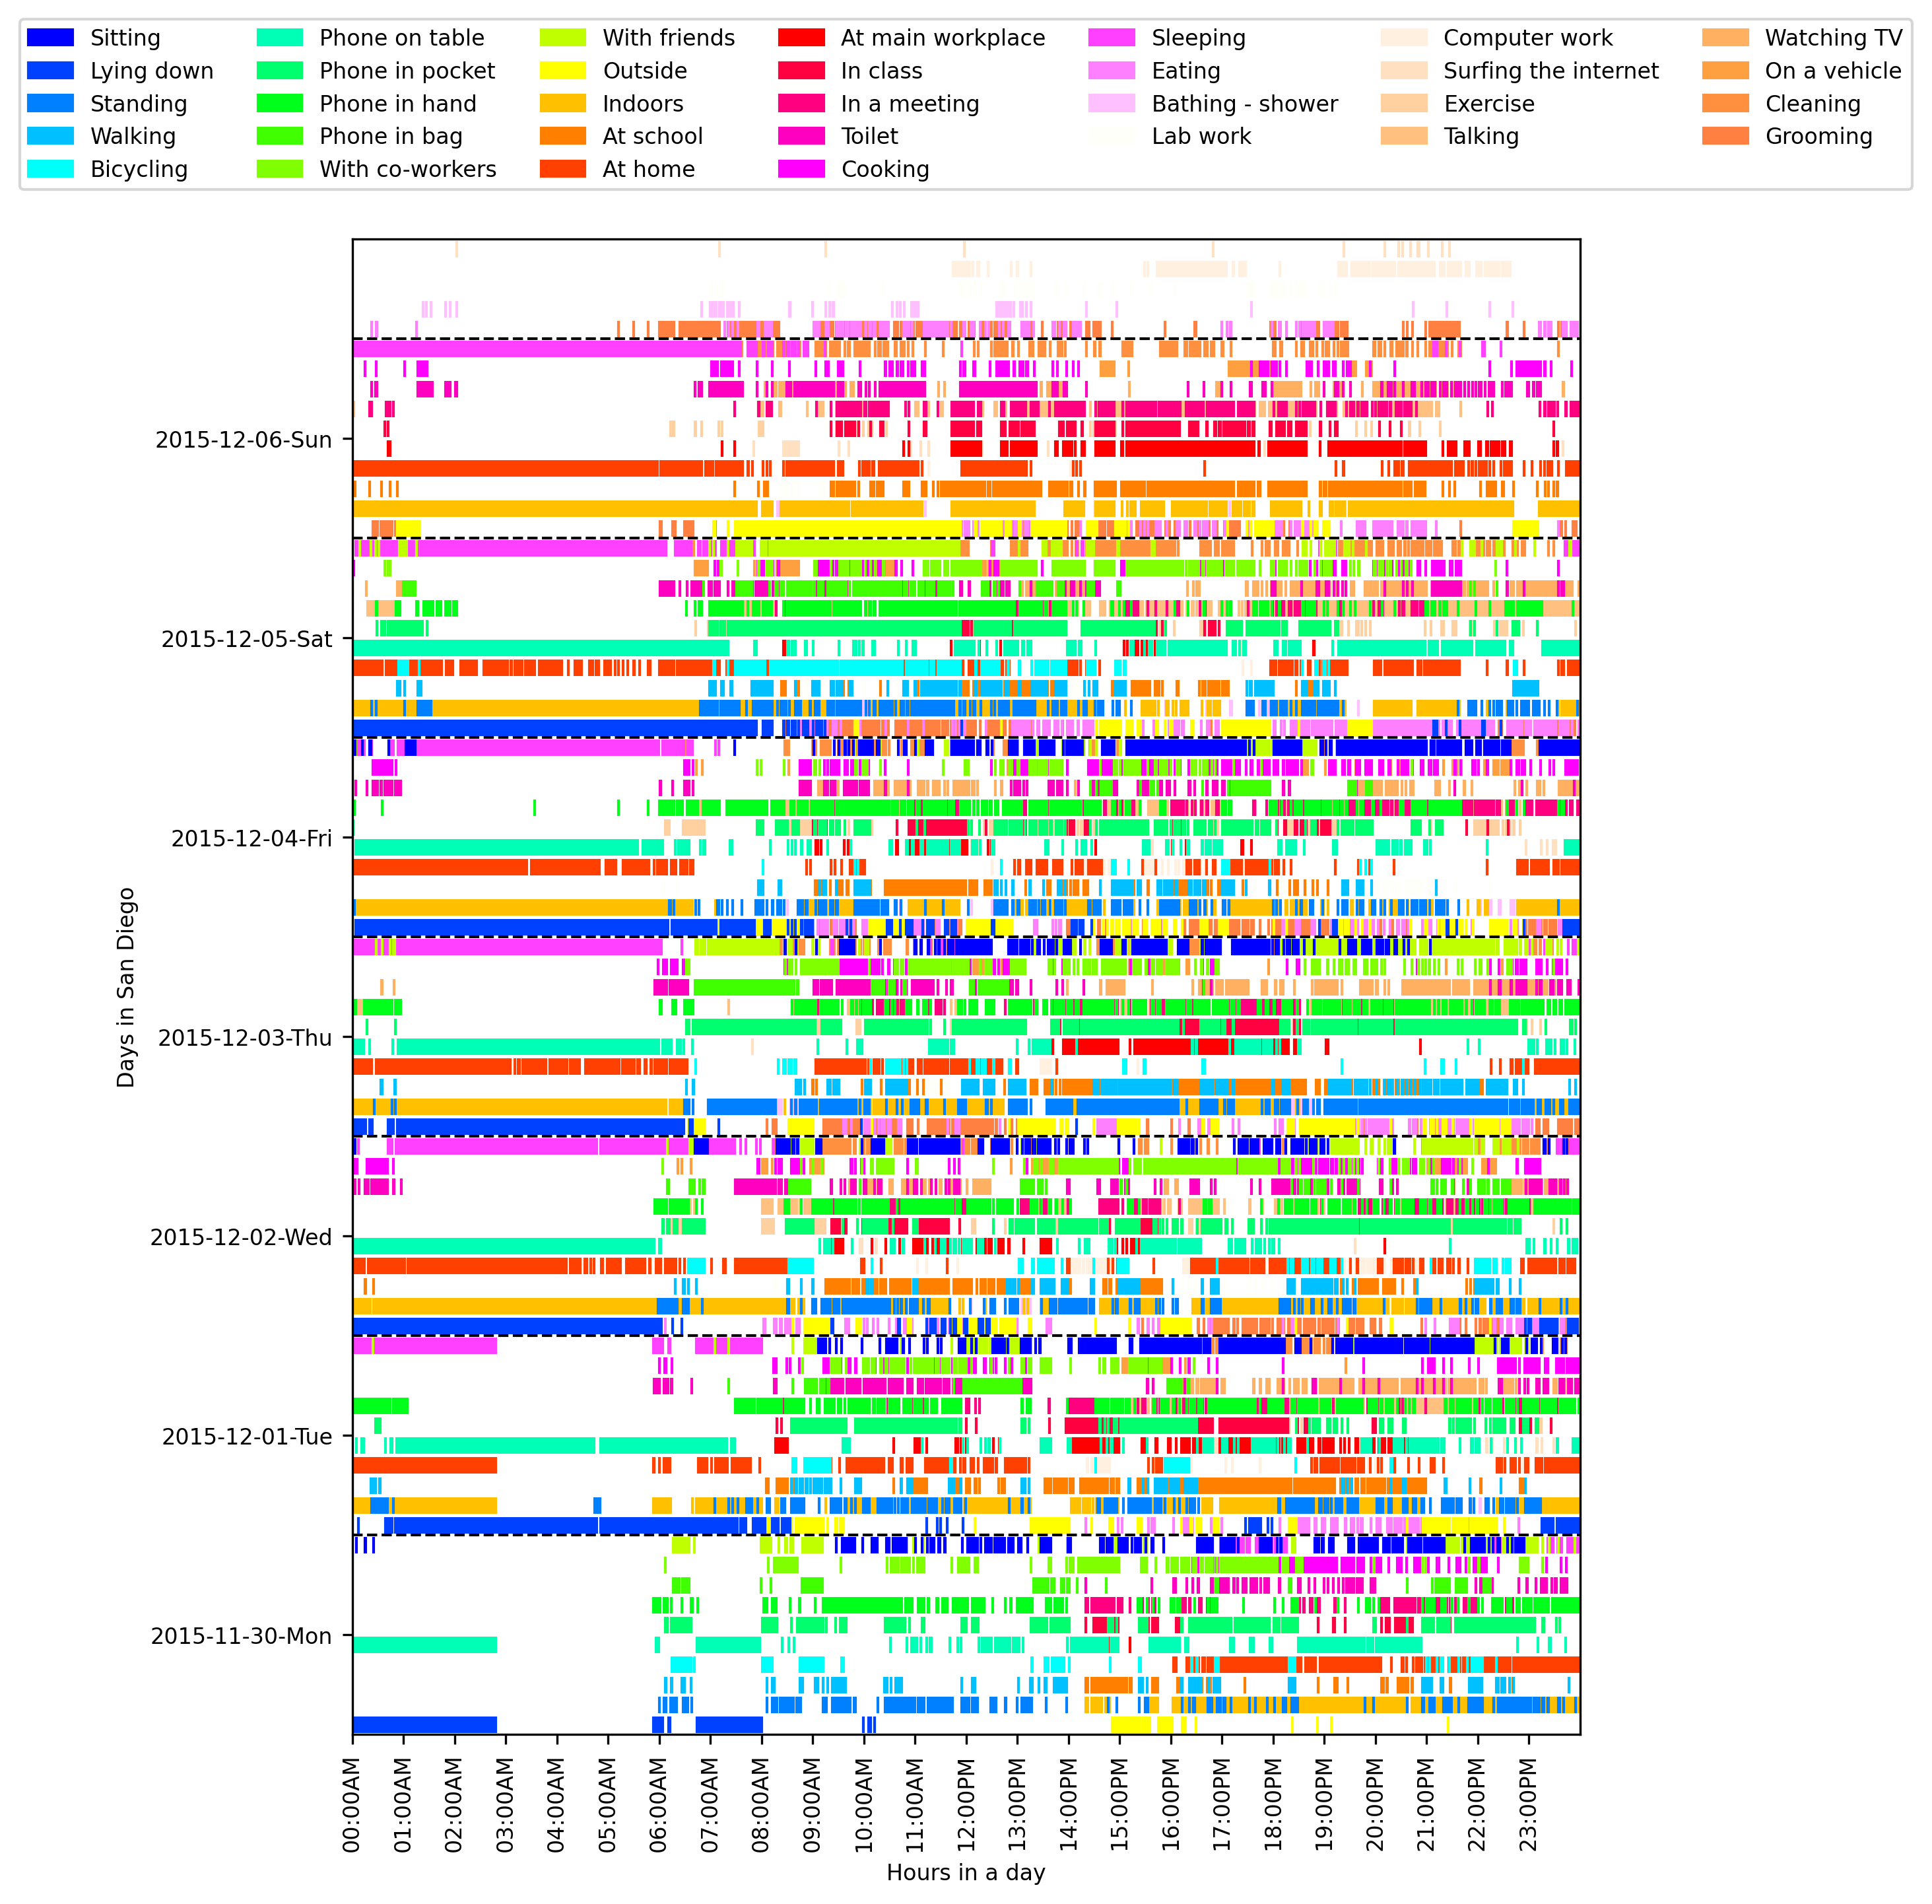 Sitting
Lying down
Standing
Walking
Bicycling
Phone on table
Phone in pocket
Phone in hand
Phone in bag
With co-workers
With friends
Outside
Indoors
At school
At home
At main workplace
In class
In a meeting
Toilet
Cooking
Sleeping
Eating
Bathing - shower
Lab work
Computer work
Surfing the internet
Exercise
Talking
Watching TV
On a vehicle
Cleaning
Grooming
Days in San Diego
2015-12-06-Sun
2015-12-05-Sat
2015-12-04-Fri
2015-12-03-Thu
2015-12-02-Wed
2015-12-01-Tue
2015-11-30-Mon
00:00AM
01:00AM
02:00AM
03:00AM
04:00AM
05:00AM
06:00AM
07:00AM
08:00AM
09:00AM
10:00AM
11:00AM
12:00PM
13:00PM
14:00PM
15:00PM
16:00PM
17:00PM
18:00PM
19:00PM
20:00PM
21:00PM
22:00PM
23:00PM
Hours in a day